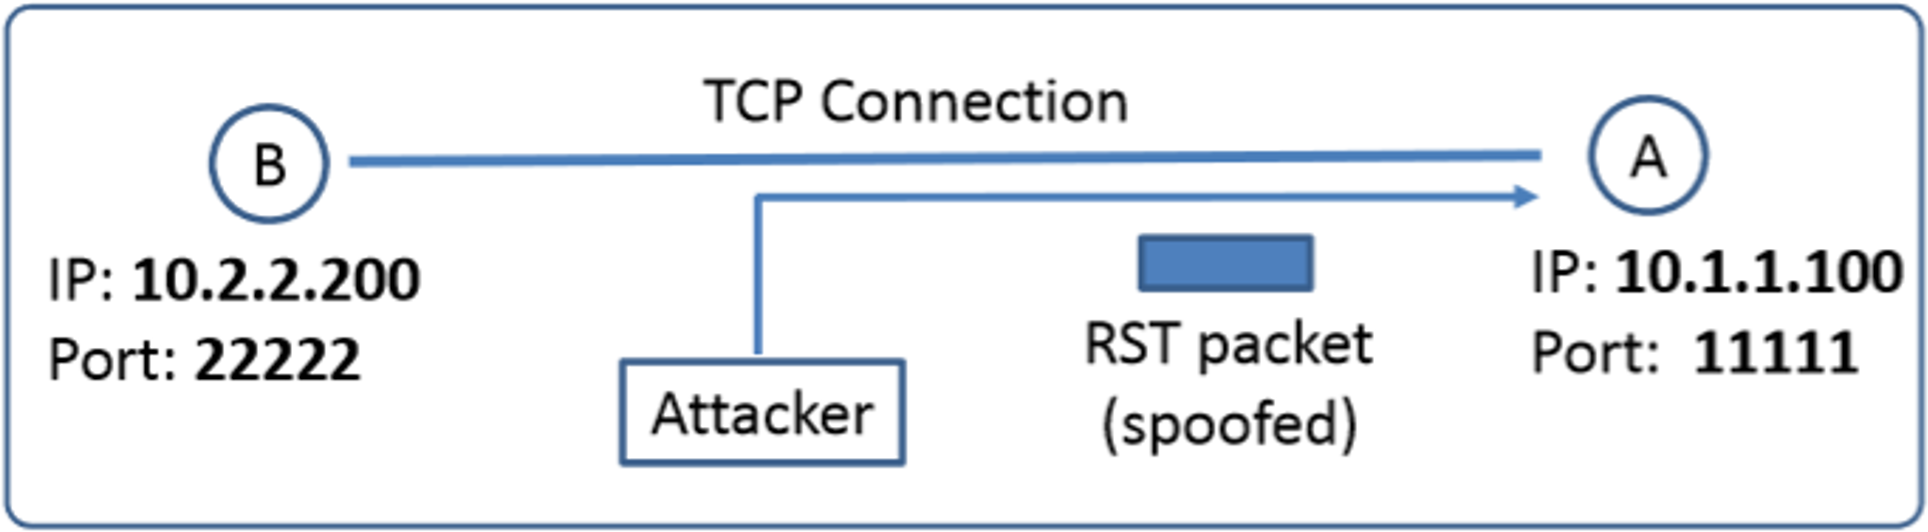 TCP Connection
B
A
IP: 10.2.2.200
Port: 22222
Attacker
RST packet
(spoofed)
IP: 10.1.1.100
Port: 11111